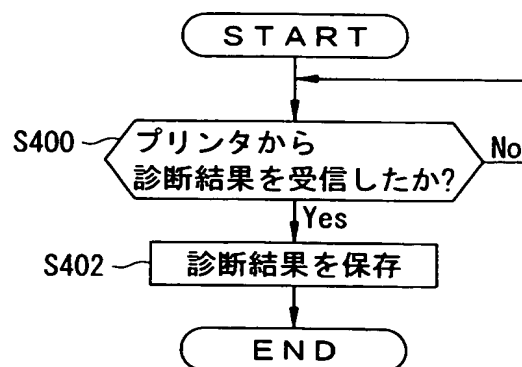 START
S400
プリンタから
診断結果を受信したか?
No
Yes
S402
診断結果を保存
END